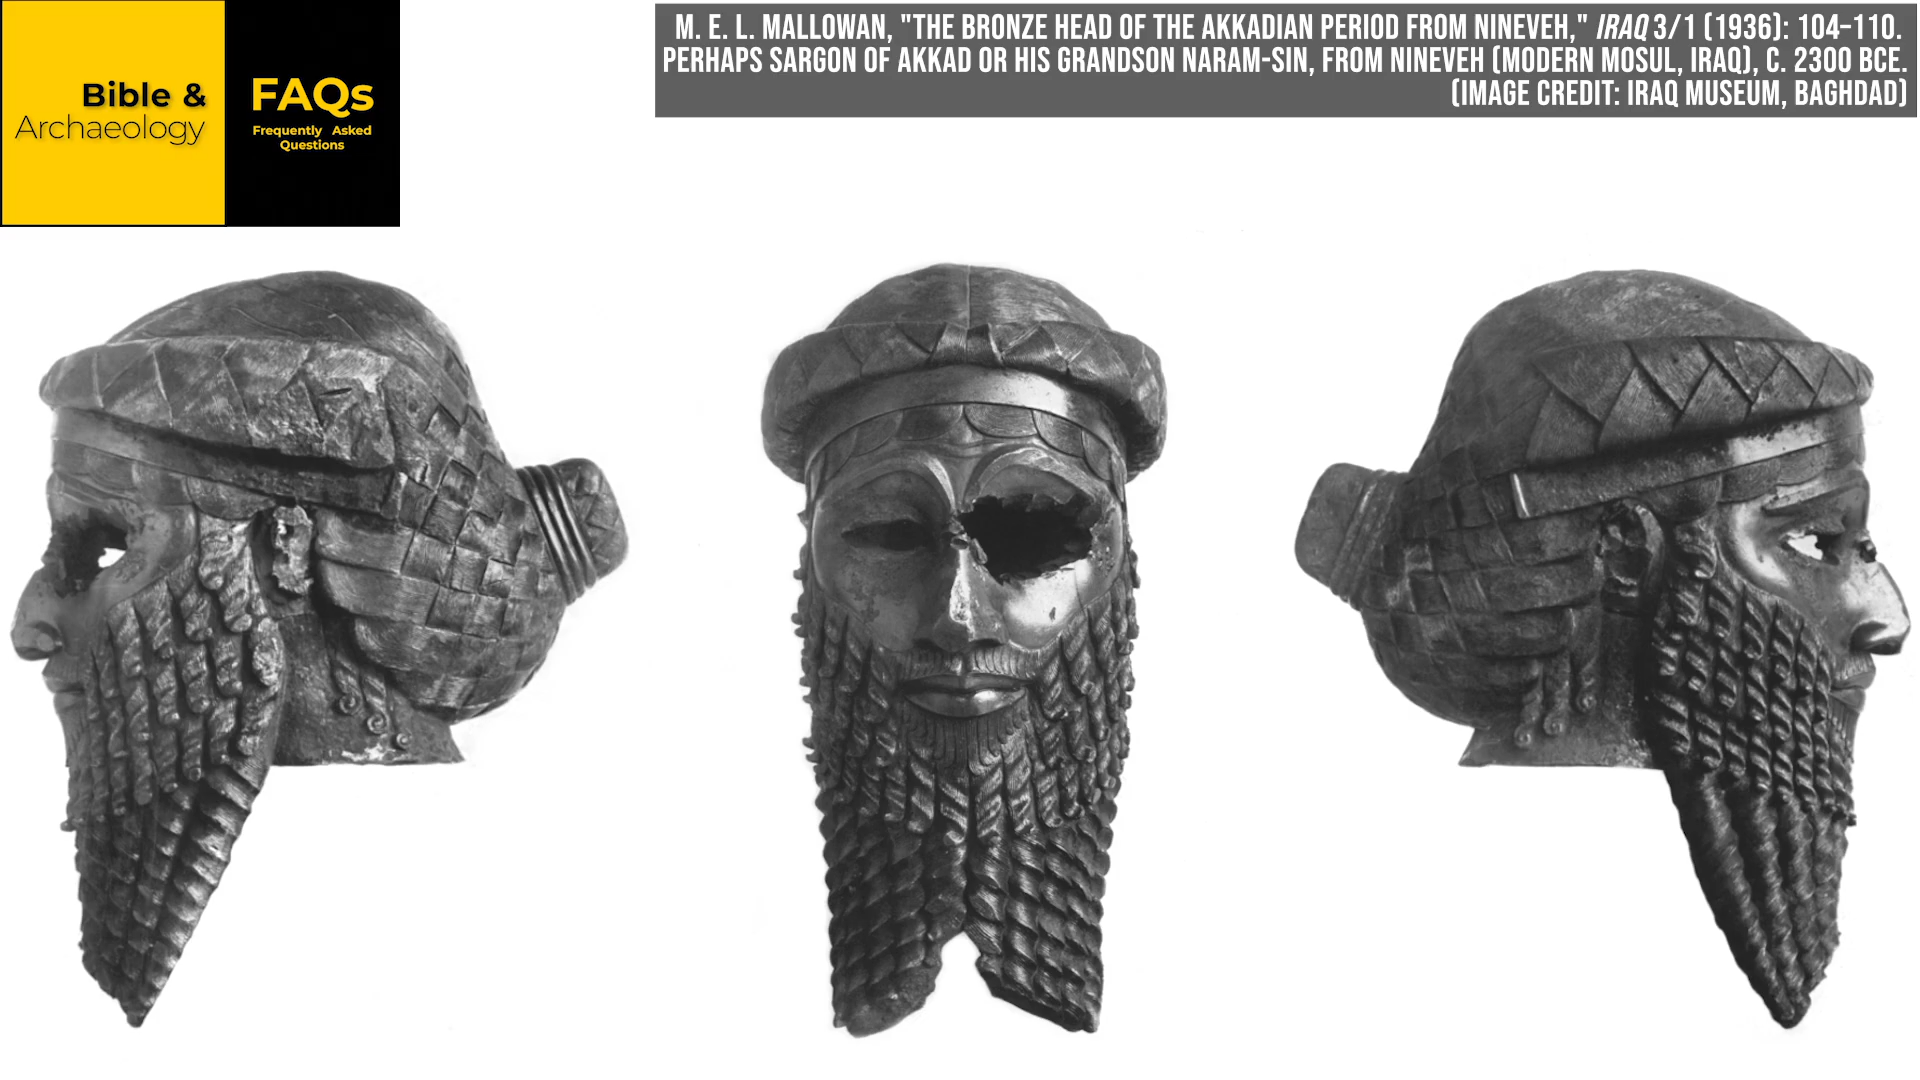 Bible &
Archaeology
FAQs
Frequently Asked
Questions
M. E. L. MALLOWAN, "THE BRONZE HEAD OF THE AKKADIAN PERIOD FROM NINEVEH," IRAQ 3/1 (1936): 104–110.
PERHAPS SARGON OF AKKAD OR HIS GRANDSON NARAM-SIN, FROM NINEVEH (MODERN MOSUL, IRAQ), C. 2300 BCE.
(IMAGE CREDIT: IRAQ MUSEUM, BAGHDAD)